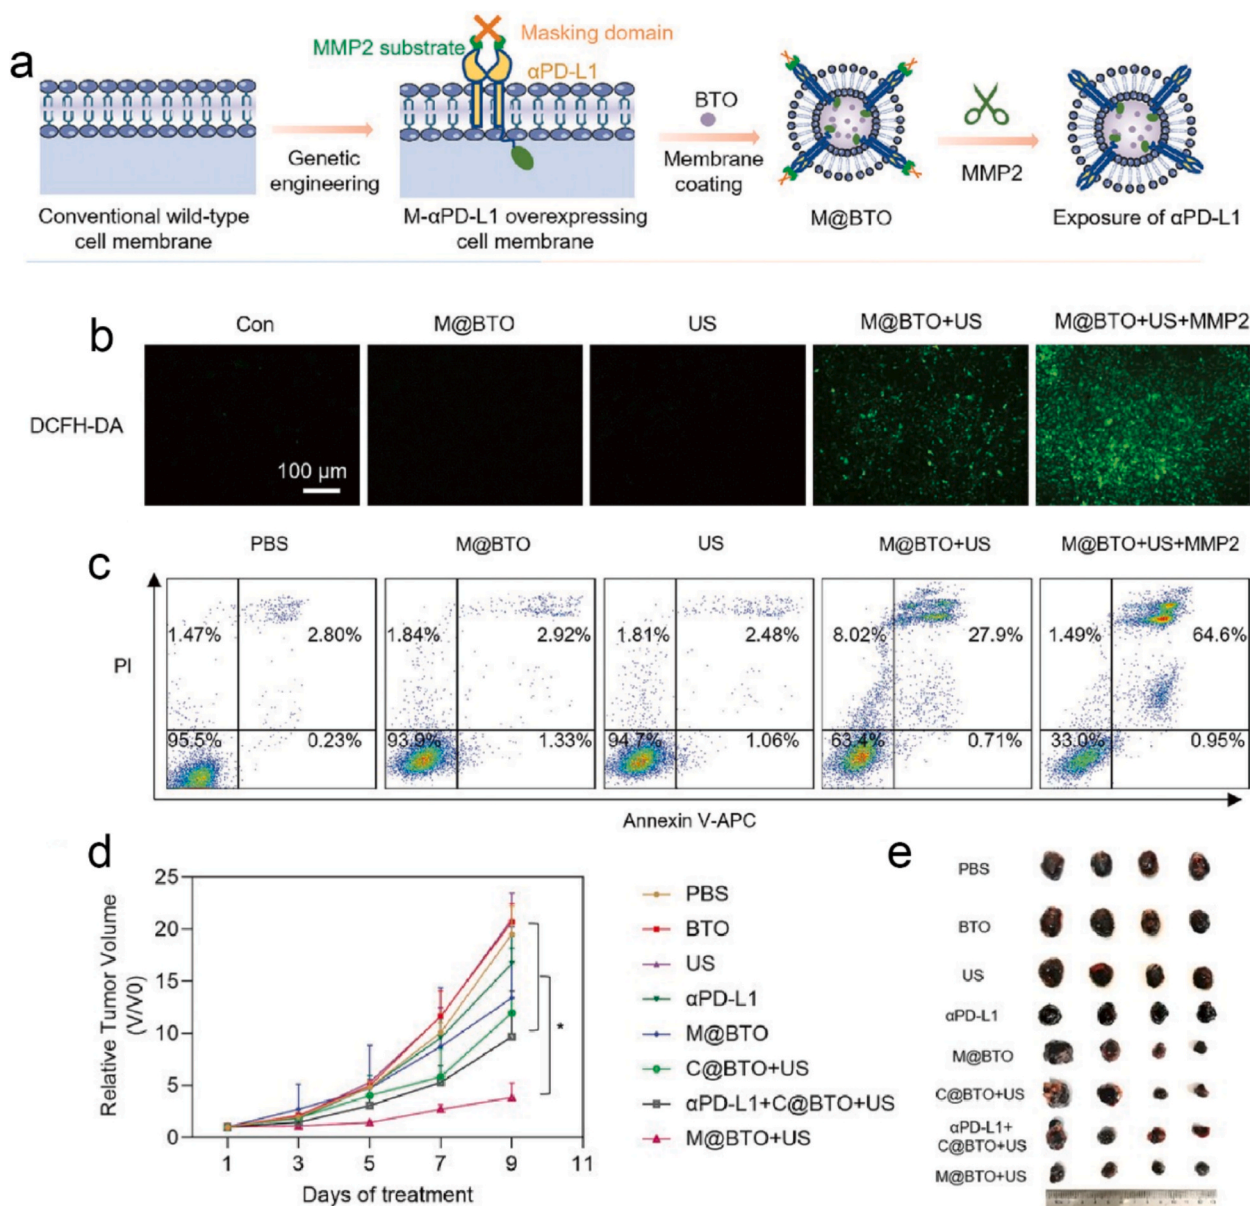 a
MMP2 substrate
Masking domain
αPD-L1
BTO
Genetic
engineering
Membrane
coating
MMP2
Conventional wild-type
cell membrane
M-αPD-L1 overexpressing
cell membrane
M@BTO
Exposure of αPD-L1
b
Con
M@BTO
US
M@BTO+US
M@BTO+US+MMP2
DCFH-DA
100 μm
c
PBS
M@BTO
US
M@BTO+US
M@BTO+US+MMP2
PI
1.47%
2.80%
1.84%
2.92%
1.81%
2.48%
8.02%
27.9%
1.49%
64.6%
95.5%
0.23%
93.9%
1.33%
94.7%
1.06%
63.4%
0.71%
33.0%
0.95%
Annexin V-APC
d
Relative Tumor Volume
(V/V0)
25
20
15
10
5
0
1
3
5
7
9
11
Days of treatment
*
PBS
BTO
US
αPD-L1
M@BTO
C@BTO+US
αPD-L1+C@BTO+US
M@BTO+US
e
PBS
BTO
US
αPD-L1
M@BTO
C@BTO+US
αPD-L1+
C@BTO+US
M@BTO+US